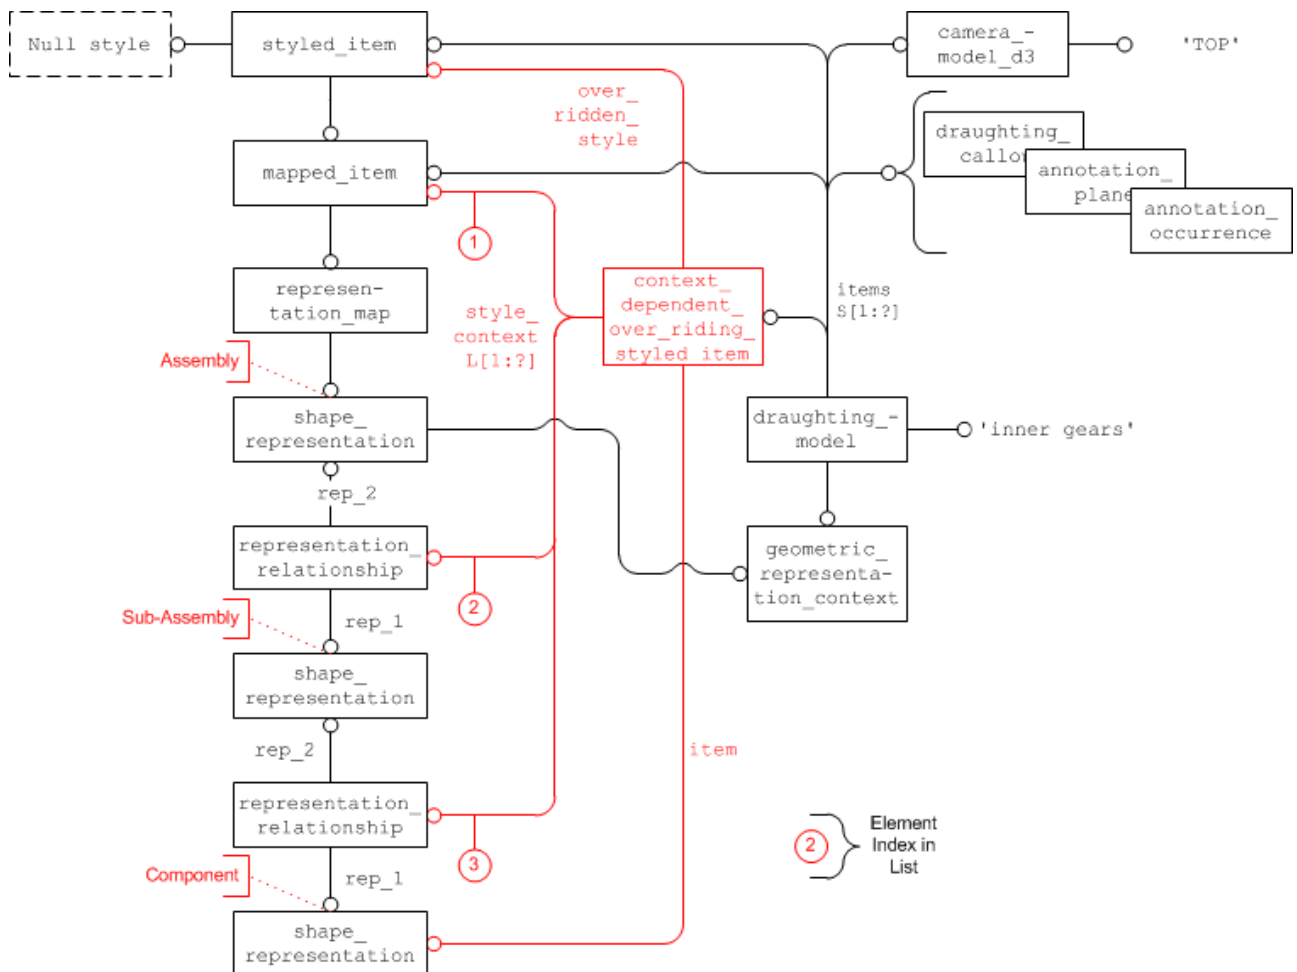 Null style
styled_item
camera_-
model_d3
'TOP'
over_
ridden_
style
draughting_
callou
annotation_
plane
annotation_
occurrence
mapped_item
1
represen-
tation_map
style_
context
L[1:?]
context_
dependent_
over_riding_
styled_item
items
S[1:?]
Assembly
shape_
representation
draughting_-
model
'inner gears'
rep_2
representation_
relationship
2
geometric_
representa-
tion_context
Sub-Assembly
rep_1
shape_
representation
rep_2
item
representation_
relationship
3
2
Element
Index in
List
Component
rep_1
shape_
representation